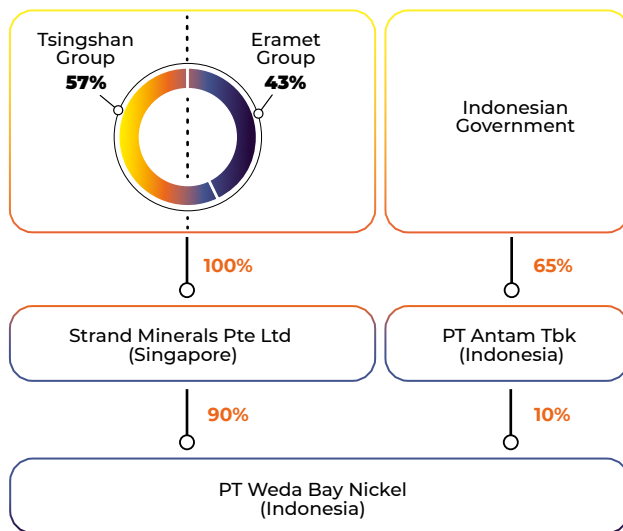 Tsingshan
Group
57%
Eramet
Group
43%
Indonesian
Government
100%
65%
Strand Minerals Pte Ltd
(Singapore)
PT Antam Tbk
(Indonesia)
90%
10%
PT Weda Bay Nickel
(Indonesia)